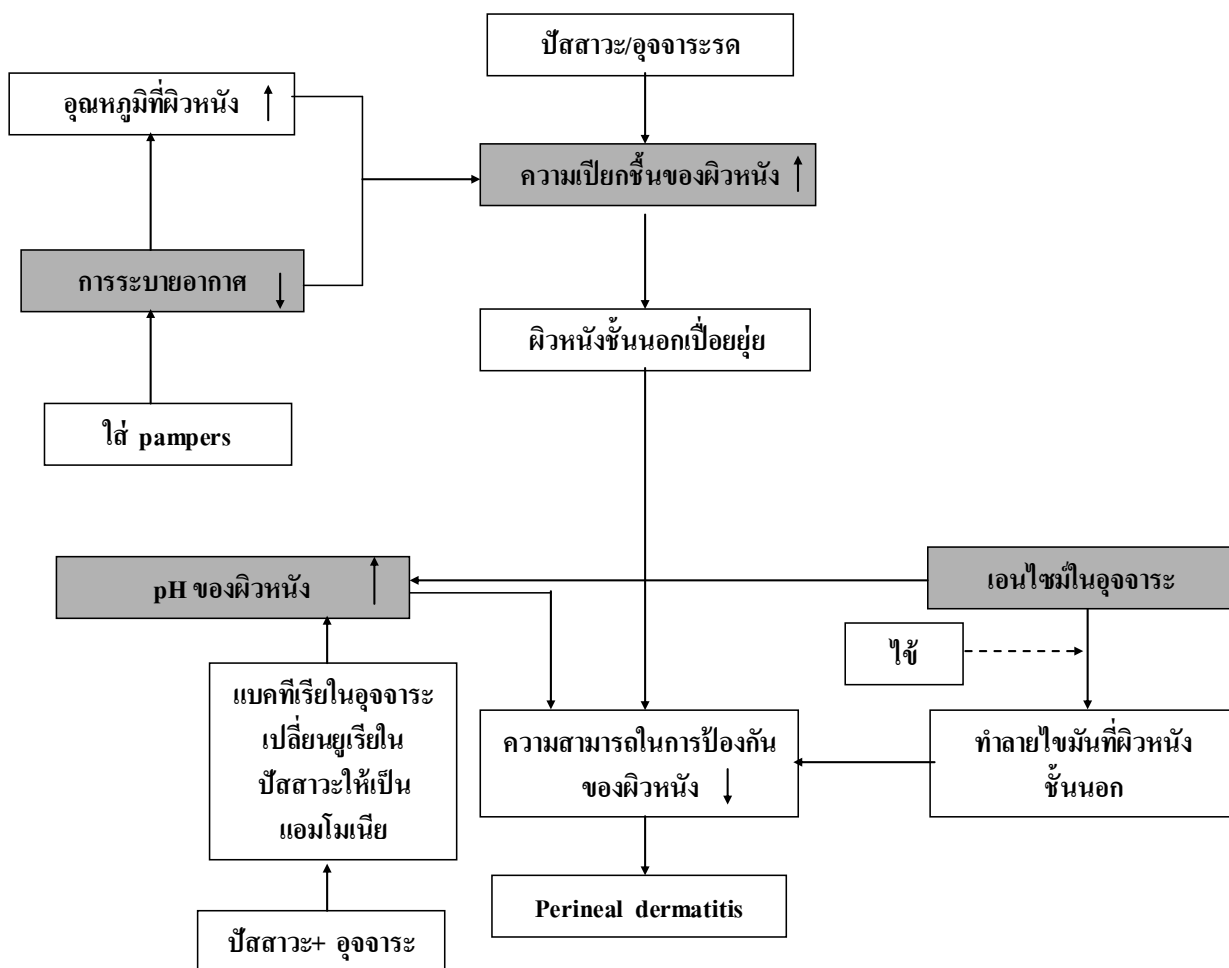 ปัสสาวะ/อุจจาระรด
อุณหภูมิที่ผิวหนัง ↑
ความเปียกชื้นของผิวหนัง ↑
การระบายอากาศ ↓
ผิวหนังชั้นนอกเปื่อยยุ่ย
ใส่ pampers
pH ของผิวหนัง ↑
เอนไซม์ในอุจจาระ
ไข้
แบคทีเรียในอุจจาระ
เปลี่ยนยูเรียใน
ปัสสาวะให้เป็น
แอมโมเนีย
ความสามารถในการป้องกัน
ของผิวหนัง ↓
ทำลายไขมันที่ผิวหนัง
ชั้นนอก
Perineal dermatitis
ปัสสาวะ+ อุจจาระ